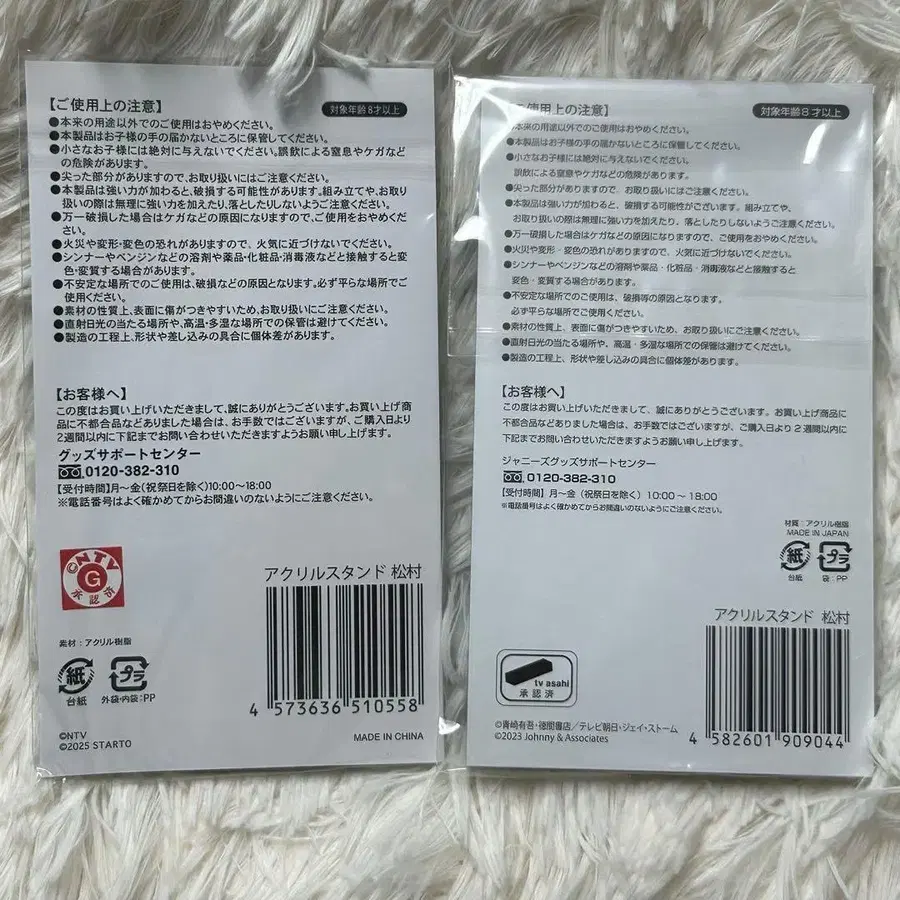 【ご使用上の注意】
対象年齢8才以上
●本来の用途以外でのご使用はおやめください。
●本製品はお子様の手の届かないところに保管してください。
●小さなお子様には絶対に与えないでください。誤飲による窒息やケガなど
の危険があります。
●尖った部分がありますので、お取り扱いにはご注意ください。
●本製品は強い力が加わると、破損する可能性があります。組み立てや、お取り
扱いの際は無理に強い力を加えたり、落としたりしないようご注意ください。
●万一破損した場合はケガなどの原因になりますので、ご使用をおやめくださ
い。
●火災や変形・変色の恐れがありますので、火気に近づけないでください。
●シンナーやベンジンなどの溶剤や薬品・化粧品・消毒液などと接触すると変
色・変質する場合があります。
●不安定な場所でのご使用は、破損などの原因となります。必ず平らな場所でご
使用ください。
●素材の性質上、表面に傷がつきやすいため、お取り扱いにご注意ください。
●直射日光の当たる場所や、高温・多湿な場所での保管は避けてください。
●製造の工程上、形状や差し込みの具合に個体差があります。
【お客様へ】
この度はお買い上げいただきまして、誠にありがとうございます。お買い上げ商
品に不都合品などありました場合は、お手数ではございますが、ご購入日より
2週間以内に下記までお問い合わせいただきますようお願い申し上げます。
グッズサポートセンター
0120-382-310
【受付時間】月～金(祝祭日を除く)10:00～18:00
※電話番号はよく確かめてからお間違いのないようにご注意ください。
©NTV
G
承認済
アクリルスタンド 松村
素材:アクリル樹脂
紙
プラ
台紙
外袋・内袋:PP
4 573636 510558
©NTV
©2025 STARTO
MADE IN CHINA
ご使用上の注意】
対象年齢8才以上
●本来の用途以外でのご使用はおやめください。
●本製品はお子様の手の届かないところに保管してください。
●小さなお子様には絶対に与えないでください。
誤飲による窒息やケガなどの危険があります。
●尖った部分がありますので、お取り扱いにはご注意ください。
●本製品は強い力が加わると、破損する可能性がございます。組み立てや、
お取り扱いの際は無理に強い力を加えたり、落としたりしないようご注意ください。
●万一破損した場合はケガなどの原因になりますので、ご使用をおやめください。
●火災や変形・変色の恐れがありますので、火気に近づけないでください。
●シンナーやベンジンなどの溶剤や薬品・化粧品・消毒液などと接触すると
変色・変質する場合があります。
●不安定な場所でのご使用は、破損等の原因となります。
必ず平らな場所でご使用ください。
●素材の性質上、表面に傷がつきやすいため、お取り扱いにご注意ください。
●直射日光の当たる場所や、高温・多湿な場所での保管は避けてください。
●製造の工程上、形状や差し込みの具合に個体差があります。
【お客様へ】
この度はお買い上げいただきまして、誠にありがとうございます。お買い上げ商品に
不都合品などありました場合は、お手数ではございますが、ご購入日より2週間以内に
下記までお問い合わせいただきますようお願い申し上げます。
ジャニーズグッズサポートセンター
0120-382-310
【受付時間】月～金(祝祭日を除く)10:00～18:00
※電話番号はよく確かめてからお間違いのないようにご注意ください。
材質:アクリル樹脂
MADE IN JAPAN
紙
プラ
台紙
袋:PP
アクリルスタンド 松村
tv asahi
承認済
©青崎有吾・徳間書店/テレビ朝日・ジェイ・ストーム
©2023 Johnny & Associates
4 582601 909044